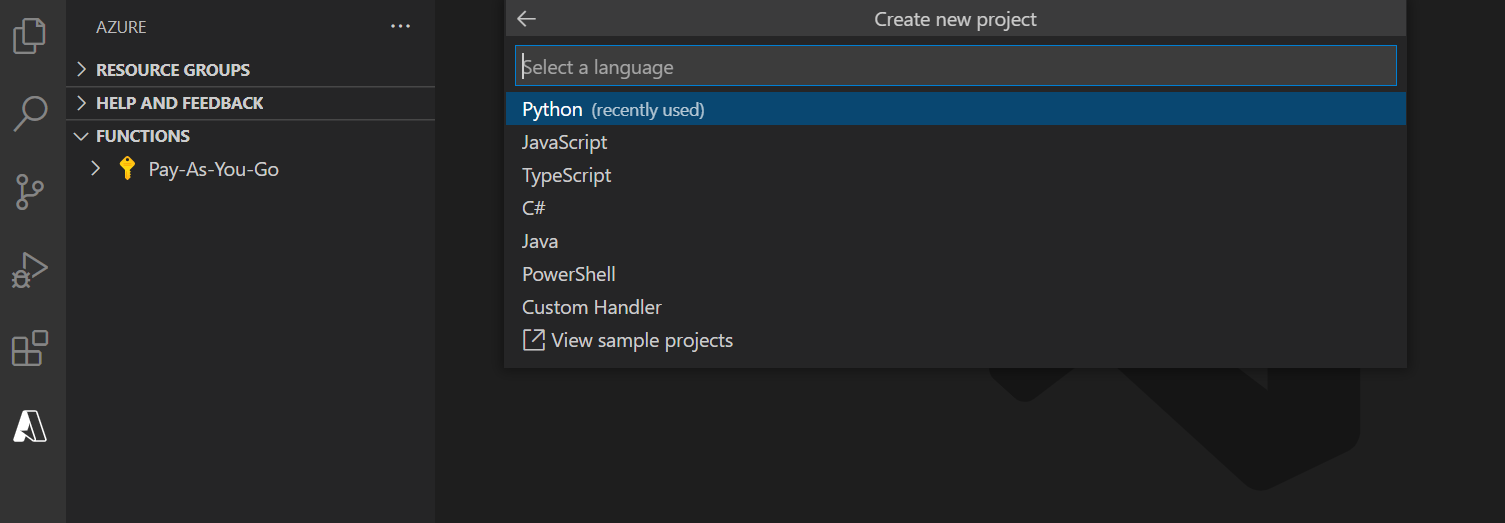 AZURE
RESOURCE GROUPS
HELP AND FEEDBACK
FUNCTIONS
Pay-As-You-Go
Create new project
Select a language
Python (recently used)
JavaScript
TypeScript
C#
Java
PowerShell
Custom Handler
View sample projects